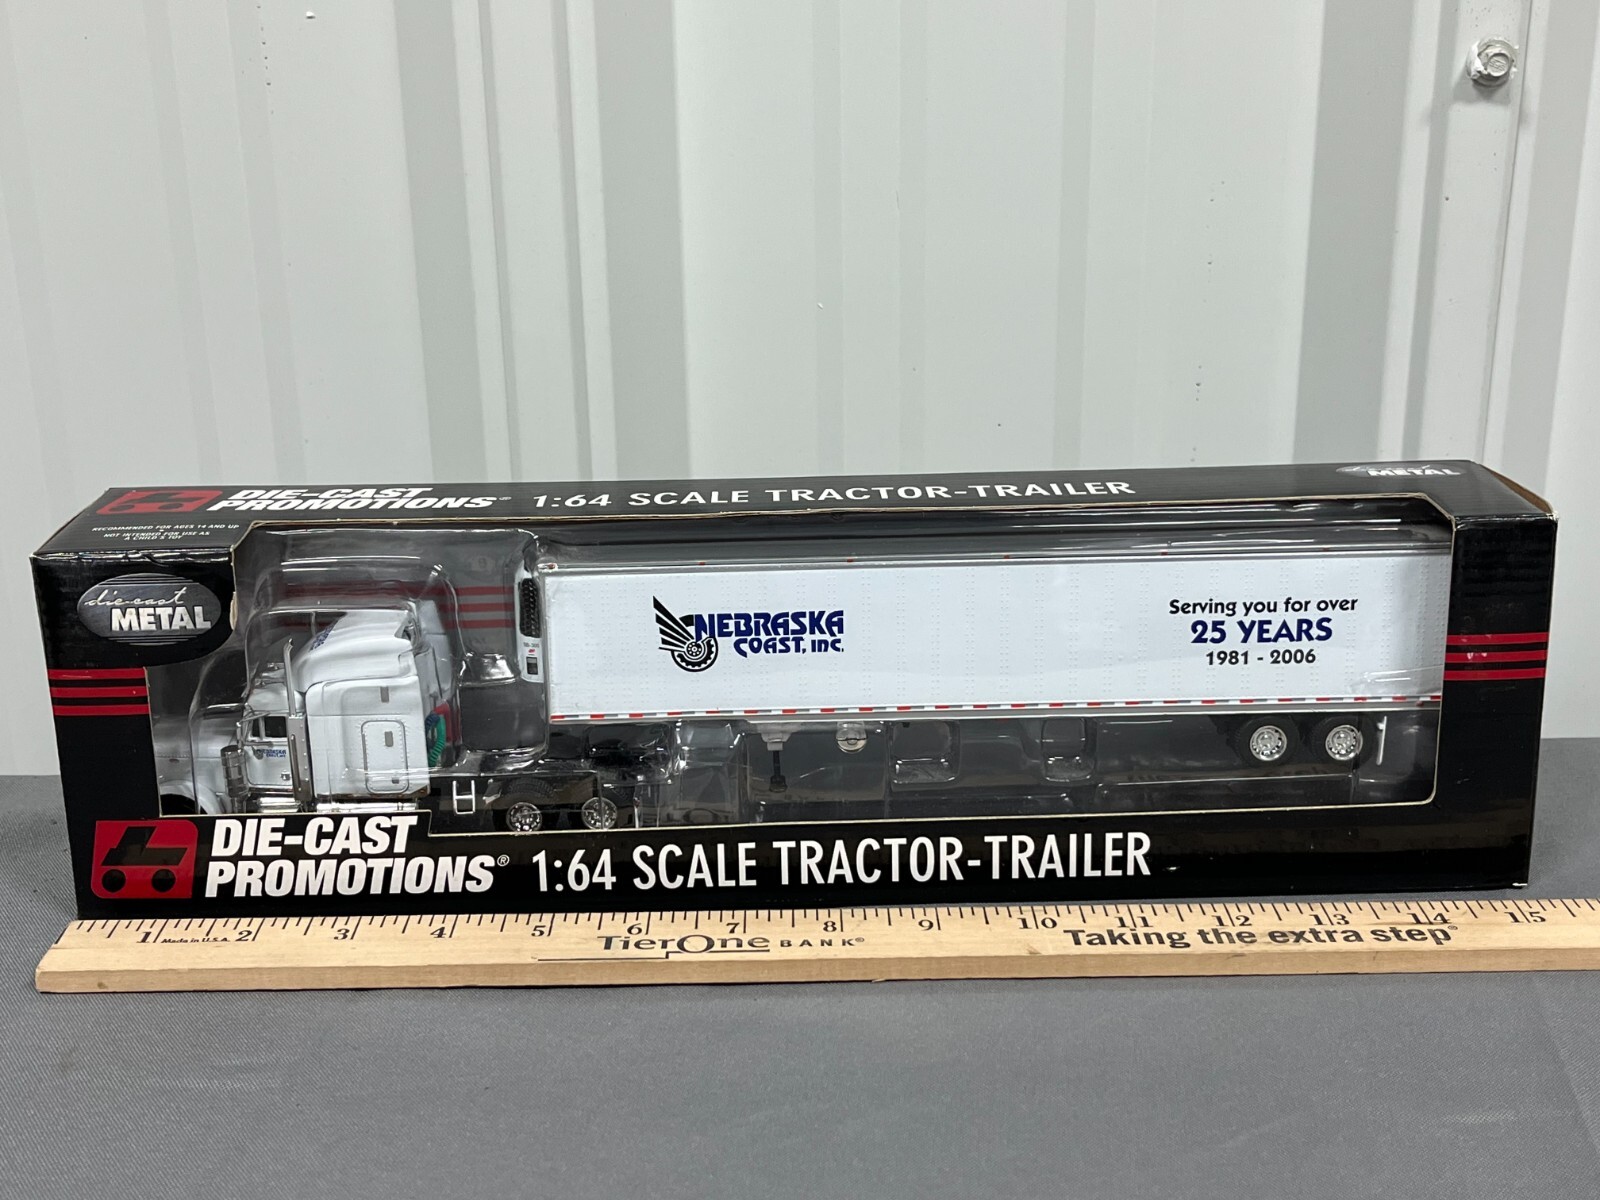 DIE-CAST
PROMOTIONS® 1:64 SCALE TRACTOR-TRAILER
METAL
RECOMMENDED FOR AGES 14 AND UP
NOT INTENDED FOR USE AS
A CHILD'S TOY
die-cast
METAL
NEBRASKA
COAST, INC.
Serving you for over
25 YEARS
1981 - 2006
NEBRASKA
COAST, INC.
DIE-CAST
PROMOTIONS® 1:64 SCALE TRACTOR-TRAILER
1 2 3 4 5 6 7 8 9 10 11 12 13 14 15
Made in U.S.A.
TierOne BANK®
Taking the extra step®